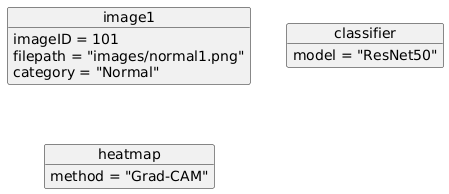 image1
imageID = 101
filepath = "images/normal1.png"
category = "Normal"
classifier
model = "ResNet50"
heatmap
method = "Grad-CAM"